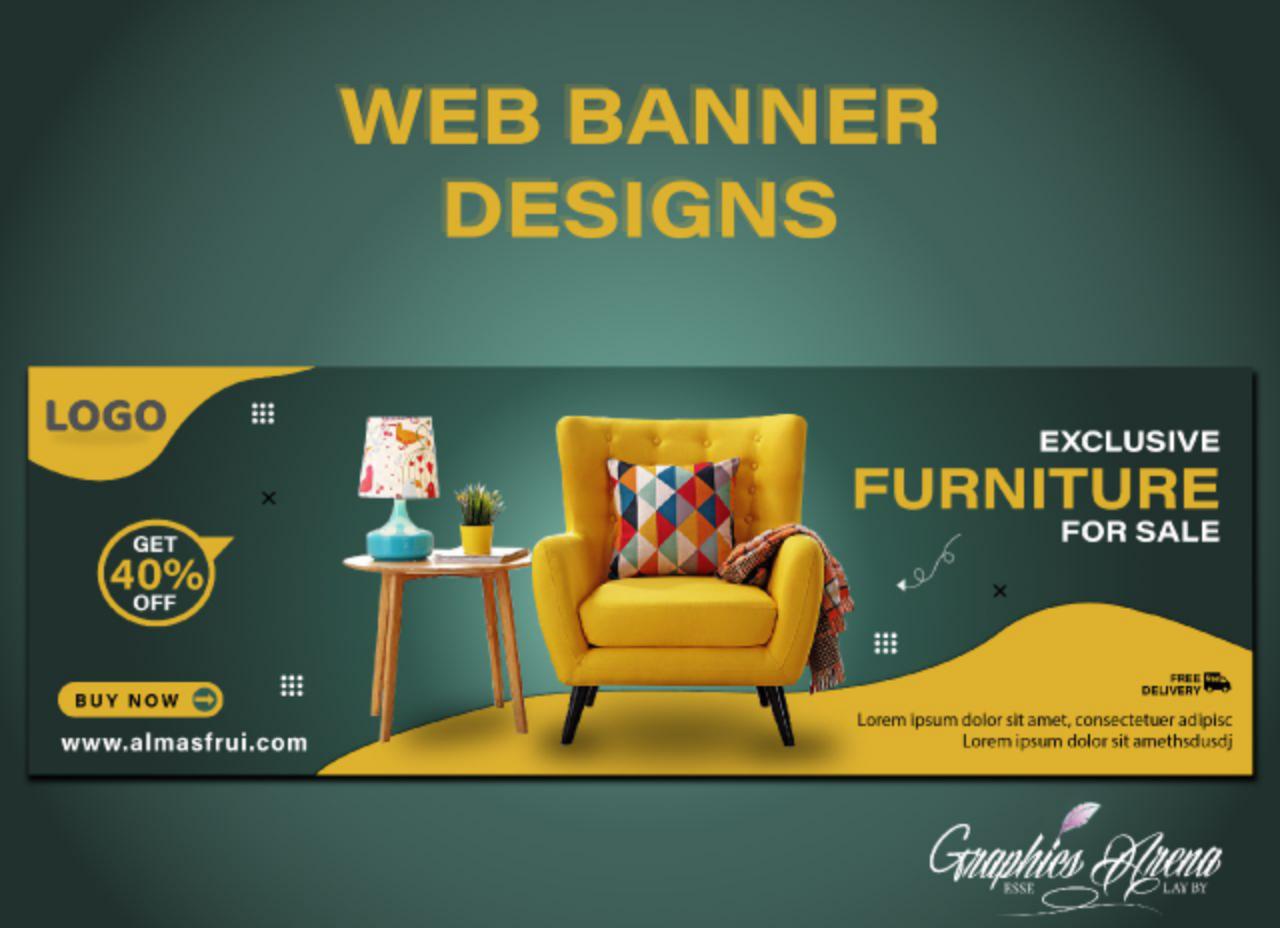 WEB BANNER
DESIGNS
LOGO
GET
40%
OFF
BUY NOW
www.almasfrui.com
EXCLUSIVE
FURNITURE
FOR SALE
FREE
DELIVERY
Lorem ipsum dolor sit amet, consectetuer adipisc
Lorem ipsum dolor sit amethsdusdj
Graphics Arena
ESSE LAY BY